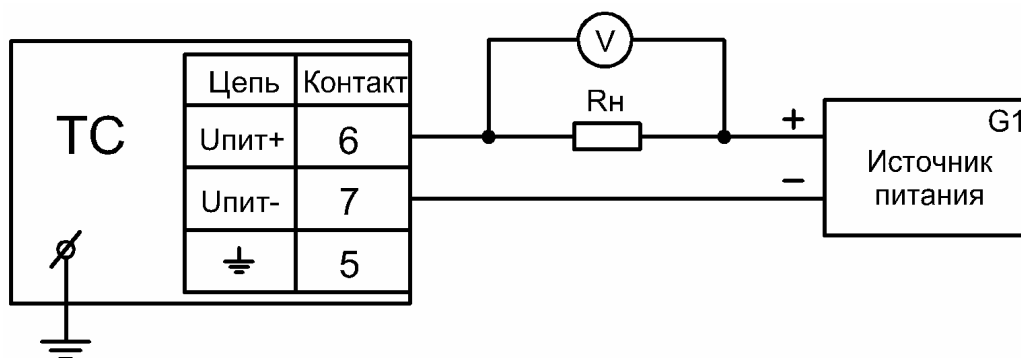 ТС
Цепь Контакт
Uпит+ 6
Uпит- 7
5
V
Rн
+
−
G1
Источник
питания